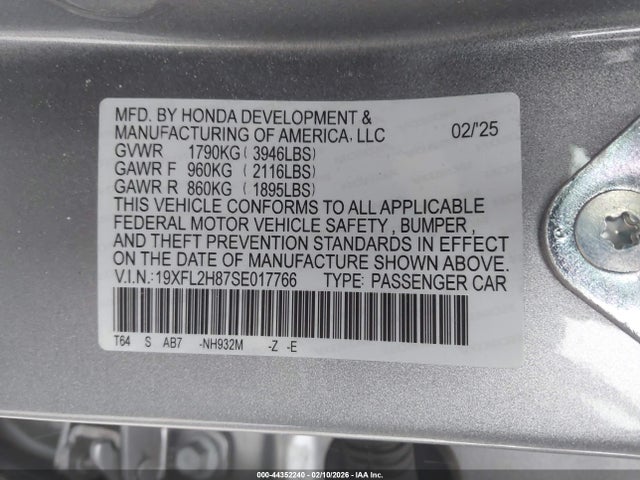 MFD. BY HONDA DEVELOPMENT &
MANUFACTURING OF AMERICA, LLC 02/'25
GVWR 1790KG ( 3946LBS)
GAWR F 960KG ( 2116LBS)
GAWR R 860KG ( 1895LBS)
THIS VEHICLE CONFORMS TO ALL APPLICABLE
FEDERAL MOTOR VEHICLE SAFETY , BUMPER ,
AND THEFT PREVENTION STANDARDS IN EFFECT
ON THE DATE OF MANUFACTURE SHOWN ABOVE.
V.I.N.:19XFL2H87SE017766 TYPE: PASSENGER CAR
T64 S AB7 -NH932M -Z -E
000-44352240 - 02/10/2026 - IAA Inc.